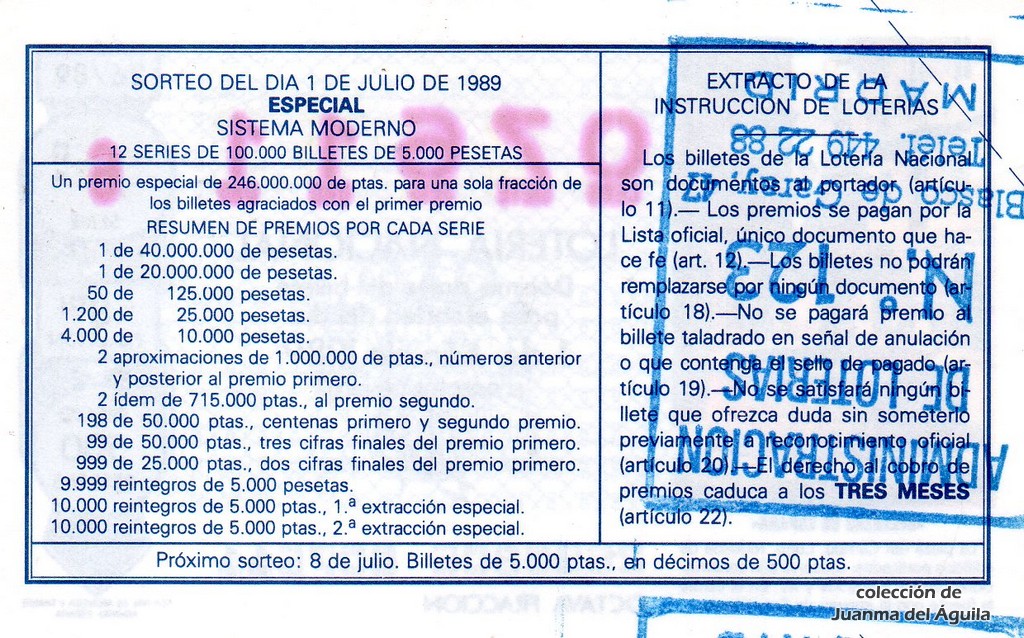 SORTEO DEL DIA 1 DE JULIO DE 1989
ESPECIAL
SISTEMA MODERNO
12 SERIES DE 100.000 BILLETES DE 5.000 PESETAS
Un premio especial de 246.000.000 de ptas. para una sola fracción de
los billetes agraciados con el primer premio
RESUMEN DE PREMIOS POR CADA SERIE
1 de 40.000.000 de pesetas.
1 de 20.000.000 de pesetas.
50 de 125.000 pesetas.
1.200 de 25.000 pesetas.
4.000 de 10.000 pesetas.
2 aproximaciones de 1.000.000 de ptas., números anterior
y posterior al premio primero.
2 ídem de 715.000 ptas., al premio segundo.
198 de 50.000 ptas., centenas primero y segundo premio.
99 de 50.000 ptas., tres cifras finales del premio primero.
999 de 25.000 ptas., dos cifras finales del premio primero.
9.999 reintegros de 5.000 pesetas.
10.000 reintegros de 5.000 ptas., 1.ª extracción especial.
10.000 reintegros de 5.000 ptas., 2.ª extracción especial.
EXTRACTO DE LA
INSTRUCCIÓN DE LOTERIAS
Los billetes de la Lotería Nacional
son documentos al portador (artícu-
lo 11).— Los premios se pagan por la
Lista oficial, único documento que ha-
ce fe (art. 12).—Los billetes no podrán
remplazarse por ningún documento (ar-
tículo 18).—No se pagará premio al
billete taladrado en señal de anulación
o que contenga el sello de pagado (ar-
tículo 19).—No se satisfará ningún bi-
llete que ofrezca duda sin someterlo
previamente a reconocimiento oficial
(artículo 20).—El derecho al cobro de
premios caduca a los TRES MESES
(artículo 22).
Próximo sorteo: 8 de julio. Billetes de 5.000 ptas., en décimos de 500 ptas.
ADMINISTRACION
DE LOTERIAS
N.º 123
Blasco de Garay, 47
Telef. 449 22 88
MADRID
colección de
Juanma del Águila